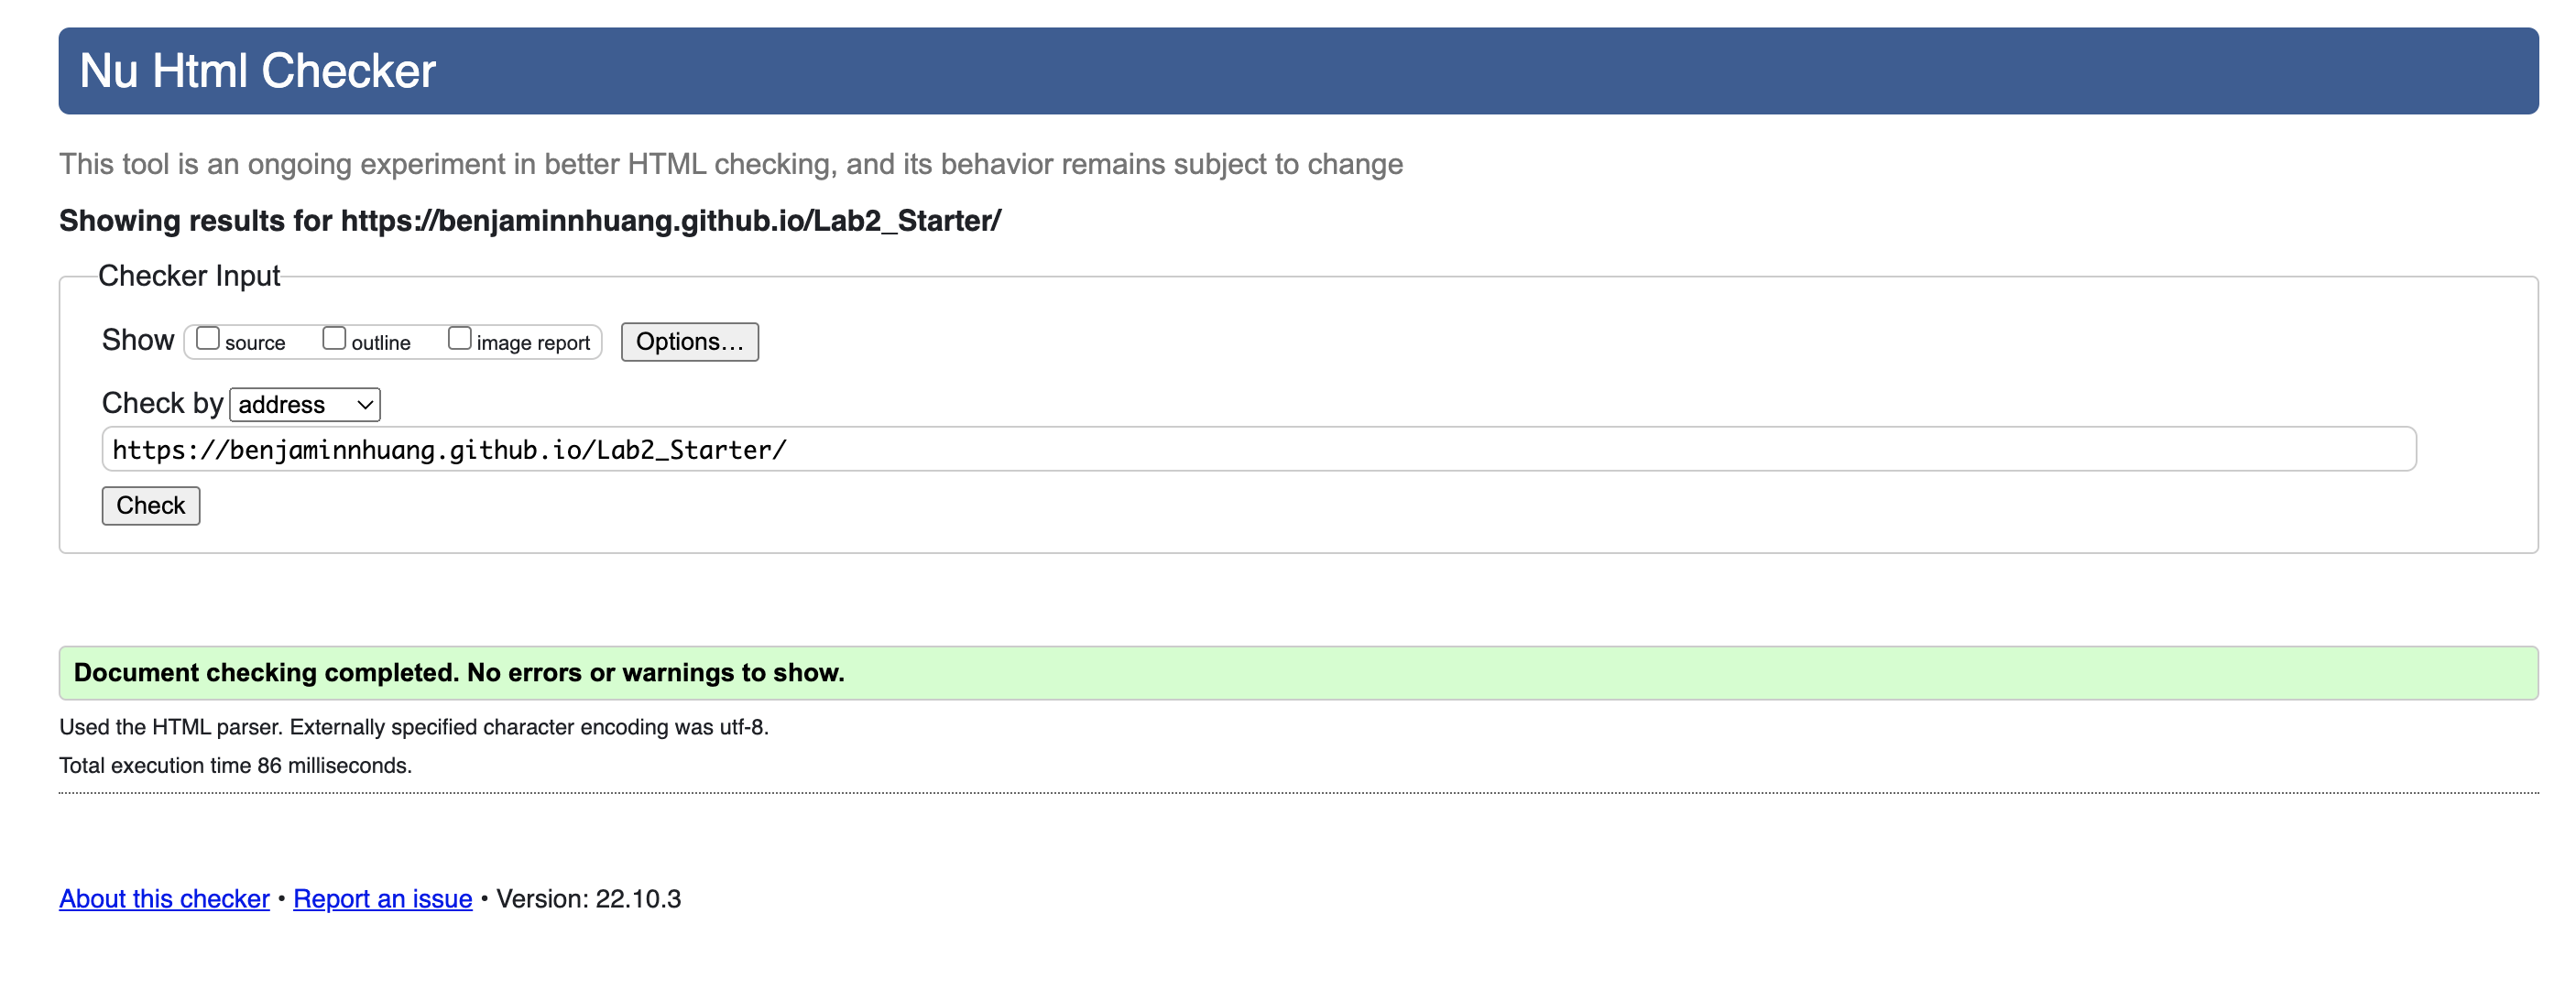 Nu Html Checker
This tool is an ongoing experiment in better HTML checking, and its behavior remains subject to change
Showing results for https://benjaminnhuang.github.io/Lab2_Starter/
Checker Input
Show source outline image report Options...
Check by address
https://benjaminnhuang.github.io/Lab2_Starter/
Check
Document checking completed. No errors or warnings to show.
Used the HTML parser. Externally specified character encoding was utf-8.
Total execution time 86 milliseconds.
About this checker • Report an issue • Version: 22.10.3